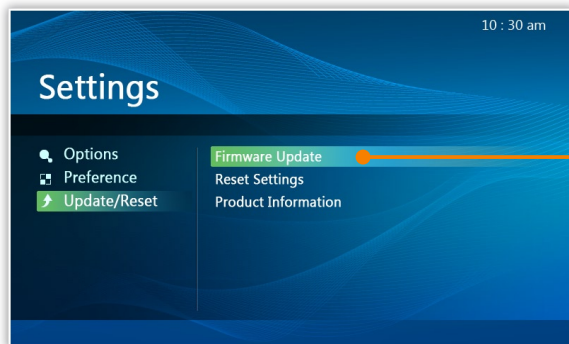 10 : 30 am
Settings
Options
Preference
Update/Reset
Firmware Update
Reset Settings
Product Information